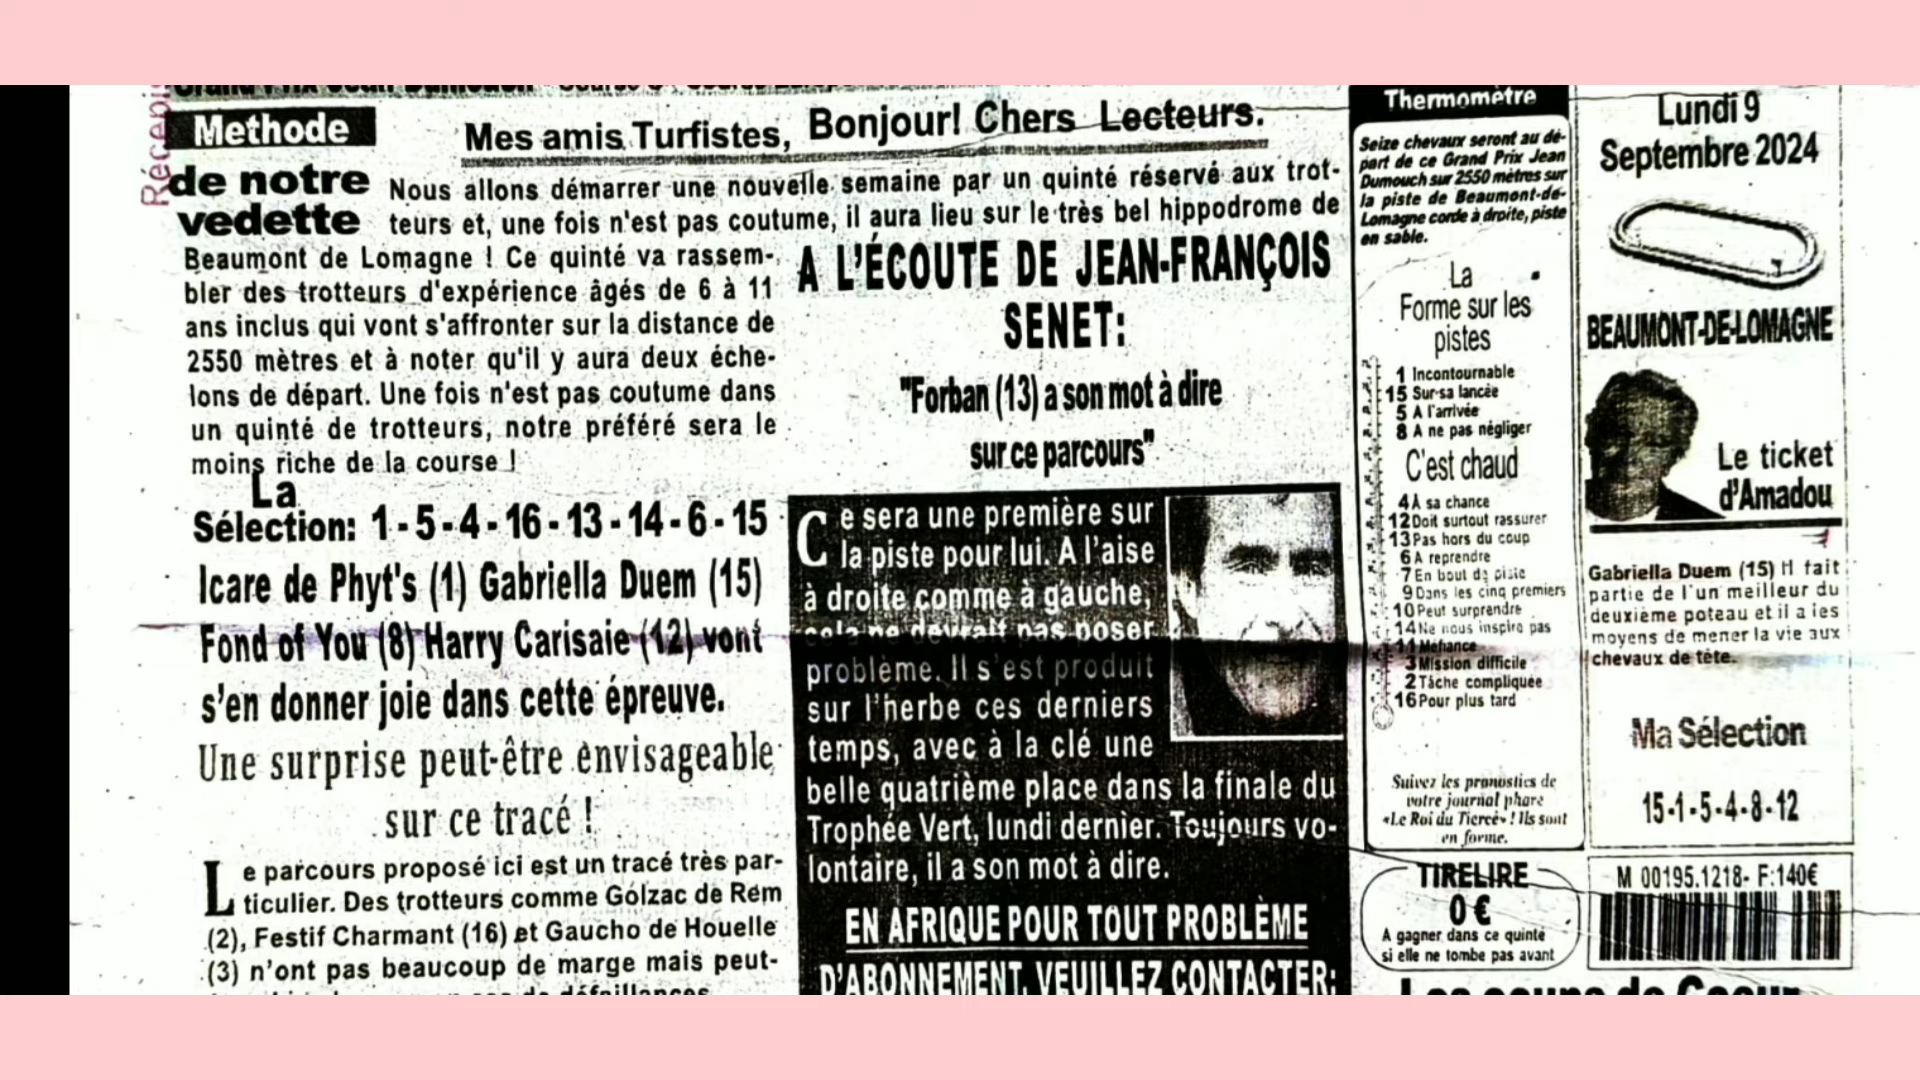 Methode
de notre
vedette
Mes amis Turfistes, Bonjour! Chers Lecteurs.
Nous allons démarrer une nouvelle semaine par un quinté réservé aux trot-
teurs et, une fois n'est pas coutume, il aura lieu sur le très bel hippodrome de
Beaumont de Lomagne ! Ce quinté va rassem-
bler des trotteurs d'expérience âgés de 6 à 11
ans inclus qui vont s'affronter sur la distance de
2550 mètres et à noter qu'il y aura deux éche-
lons de départ. Une fois n'est pas coutume dans
un quinté de trotteurs, notre préféré sera le
moins riche de la course !
La
Sélection: 1 - 5 - 4 - 16 - 13 - 14 - 6 - 15
Icare de Phyt's (1) Gabriella Duem (15)
Fond of You (8) Harry Carisaie (12) vont
s'en donner joie dans cette épreuve.
Une surprise peut-être envisageable
sur ce tracé !
Le parcours proposé ici est un tracé très par-
ticulier. Des trotteurs comme Golzac de Rem
(2), Festif Charmant (16) et Gaucho de Houelle
(3) n'ont pas beaucoup de marge mais peut-
A L'ÉCOUTE DE JEAN-FRANÇOIS
SENET:
"Forban (13) a son mot à dire
sur ce parcours"
Ce sera une première sur
la piste pour lui. A l'aise
à droite comme à gauche,
cela ne devrait pas poser
problème. Il s'est produit
sur l'herbe ces derniers
temps, avec à la clé une
belle quatrième place dans la finale du
Trophée Vert, lundi dernier. Toujours vo-
lontaire, il a son mot à dire.
EN AFRIQUE POUR TOUT PROBLÈME
D'ABONNEMENT, VEUILLEZ CONTACTER:
Thermomètre
Seize chevaux seront au dé-
part de ce Grand Prix Jean
Dumouch sur 2550 mètres sur
la piste de Beaumont-de-
Lomagne corde à droite, piste
en sable.
La
Forme sur les
pistes
1 Incontournable
15 Sur sa lancée
5 A l'arrivée
8 A ne pas négliger
C'est chaud
4 A sa chance
12 Doit surtout rassurer
13 Pas hors du coup
6 A reprendre
7 En bout de piste
9 Dans les cinq premiers
10 Peut surprendre
14 Ne nous inspire pas
11 Méfiance
3 Mission difficile
2 Tâche compliquée
16 Pour plus tard
Suivez les pronostics de
votre journal phare
«Le Roi du Tiercé» ! Ils sont
en forme.
TIRELIRE
0 €
A gagner dans ce quinté
si elle ne tombe pas avant
Lundi 9
Septembre 2024
BEAUMONT-DE-LOMAGNE
Le ticket
d'Amadou
Gabriella Duem (15) Il fait
partie de l'un meilleur du
deuxième poteau et il a les
moyens de mener la vie aux
chevaux de tête.
Ma Sélection
15-1-5-4-8-12
M 00195.1218- F:140€
Les coups de Coeur